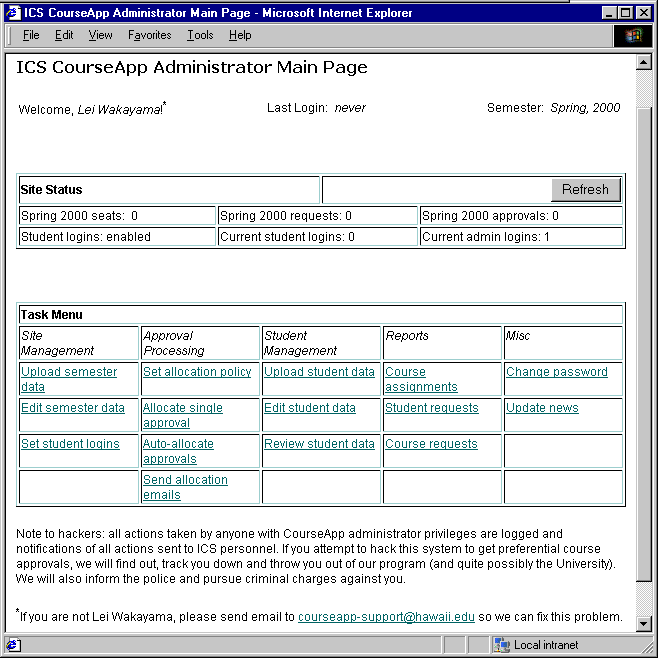 ICS CourseApp Administrator Main Page - Microsoft Internet Explorer
File Edit View Favorites Tools Help
ICS CourseApp Administrator Main Page
Welcome, Lei Wakayama!* Last Login: never Semester: Spring, 2000
Site Status Refresh
Spring 2000 seats: 0 Spring 2000 requests: 0 Spring 2000 approvals: 0
Student logins: enabled Current student logins: 0 Current admin logins: 1
Task Menu
Site Management Approval Processing Student Management Reports Misc
Upload semester data Set allocation policy Upload student data Course assignments Change password
Edit semester data Allocate single approval Edit student data Student requests Update news
Set student logins Auto-allocate approvals Review student data Course requests
Send allocation emails
Note to hackers: all actions taken by anyone with CourseApp administrator privileges are logged and
notifications of all actions sent to ICS personnel. If you attempt to hack this system to get preferential course
approvals, we will find out, track you down and throw you out of our program (and quite possibly the University).
We will also inform the police and pursue criminal charges against you.
*If you are not Lei Wakayama, please send email to courseapp-support@hawaii.edu so we can fix this problem.
Local intranet